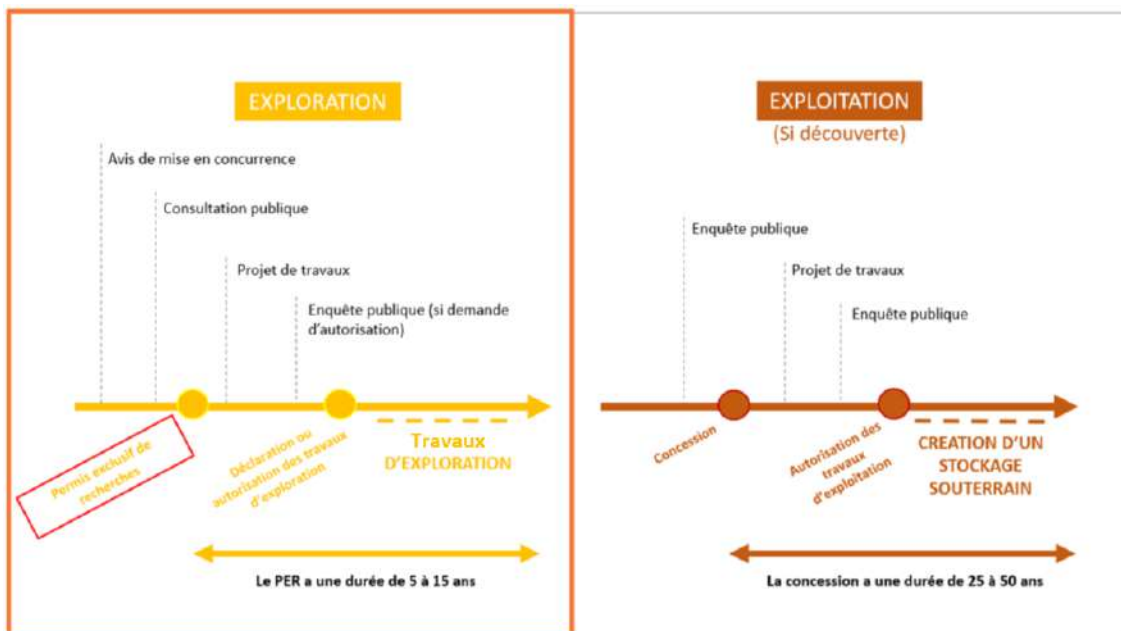 EXPLORATION
Avis de mise en concurrence
Consultation publique
Projet de travaux
Enquête publique (si demande
d'autorisation)
Permis exclusif de
recherches
Déclaration ou
autorisation des travaux
d'exploration
Travaux
D'EXPLORATION
Le PER a une durée de 5 à 15 ans
EXPLOITATION
(Si découverte)
Enquête publique
Projet de travaux
Enquête publique
Concession
Autorisation des
travaux
d'exploitation
CREATION D'UN
STOCKAGE
SOUTERRAIN
La concession a une durée de 25 à 50 ans